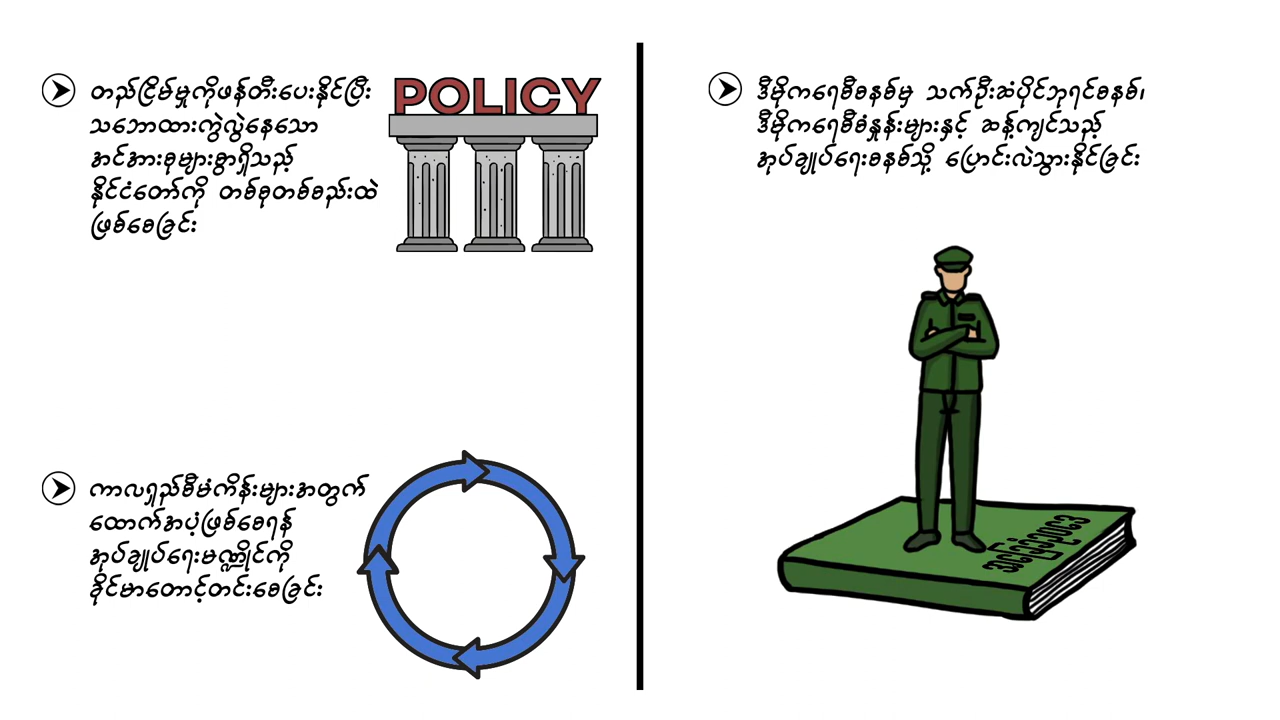 တည်ငြိမ်မှုကိုဖန်တီးပေးနိုင်ပြီး
သဘောထားကွဲလွဲနေသော
အင်အားစုများစွာရှိသည့်
နိုင်ငံတော်ကို တစ်စုတစ်စည်းထဲ
ဖြစ်စေခြင်း
POLICY
ကာလရှည်စီမံကိန်းများအတွက်
ထောက်အပံ့ဖြစ်စေရန်
အုပ်ချုပ်ရေးမဏ္ဍိုင်ကို
ခိုင်မာတောင့်တင်းစေခြင်း
ဒီမိုကရေစီစနစ်မှ သက်ဦးဆံပိုင်ဘုရင်စနစ်၊
ဒီမိုကရေစီစံနှုန်းများနှင့် ဆန့်ကျင်သည့်
အုပ်ချုပ်ရေးစနစ်သို့ ပြောင်းလဲသွားနိုင်ခြင်း
အခြေခံဥပဒေ